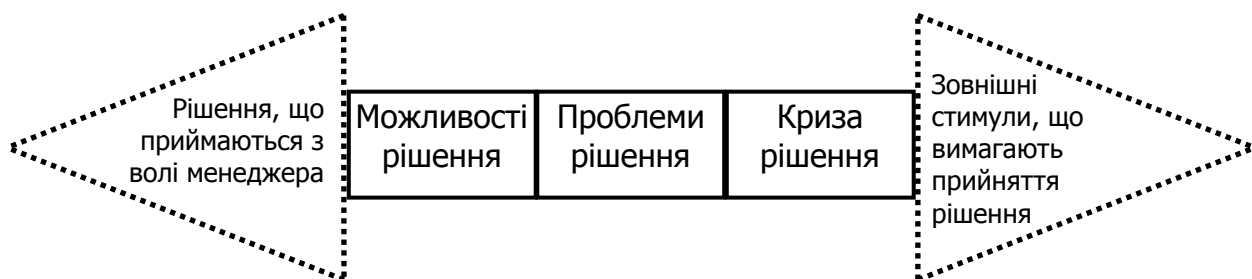 Рішення, що
приймаються з
волі менеджера
Можливості
рішення
Проблеми
рішення
Криза
рішення
Зовнішні
стимули, що
вимагають
прийняття
рішення